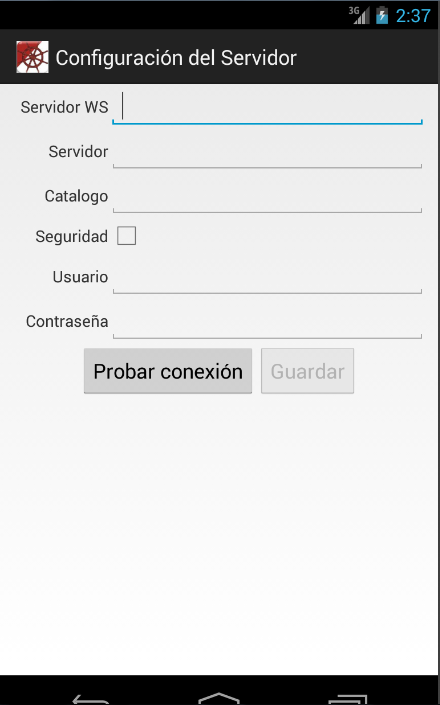 3G 2:37
Configuración del Servidor
Servidor WS
Servidor
Catalogo
Seguridad
Usuario
Contraseña
Probar conexión Guardar